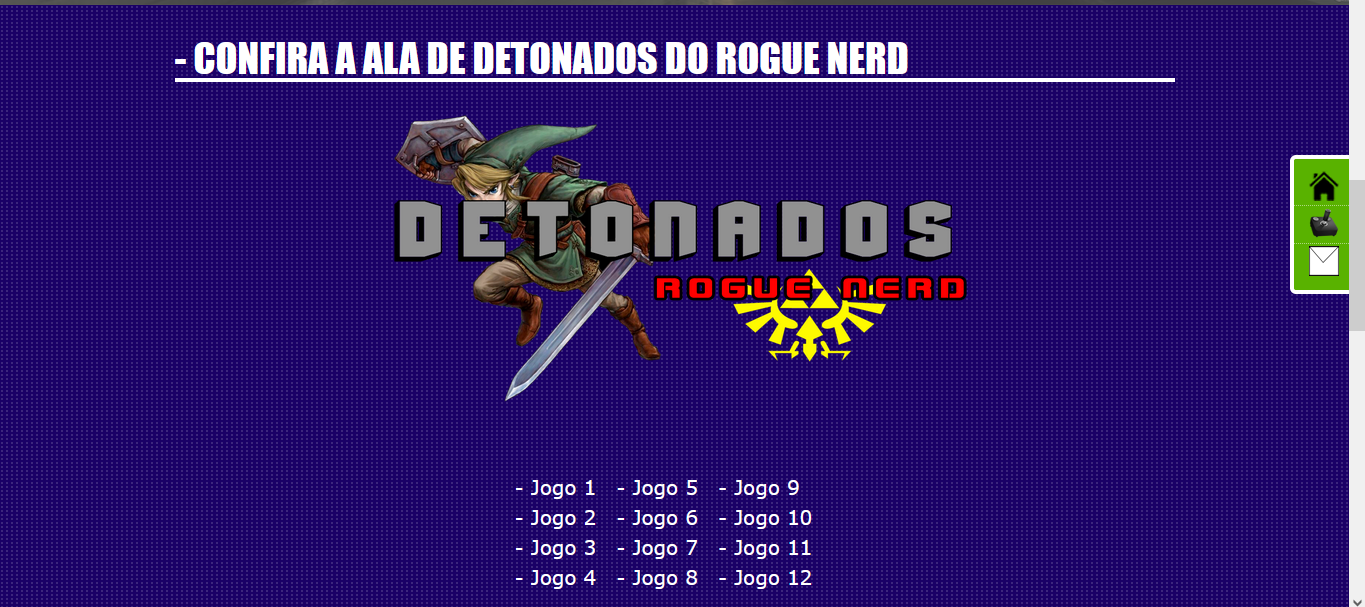 - CONFIRA A ALA DE DETONADOS DO ROGUE NERD
DETONADOS
ROGUE NERD
- Jogo 1 - Jogo 5 - Jogo 9
- Jogo 2 - Jogo 6 - Jogo 10
- Jogo 3 - Jogo 7 - Jogo 11
- Jogo 4 - Jogo 8 - Jogo 12